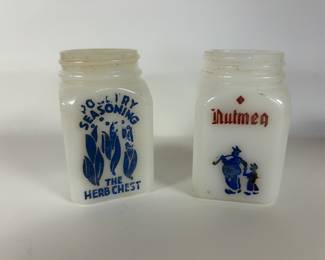 POULTRY
SEASONING
THE
HERB CHEST
Nutmeg